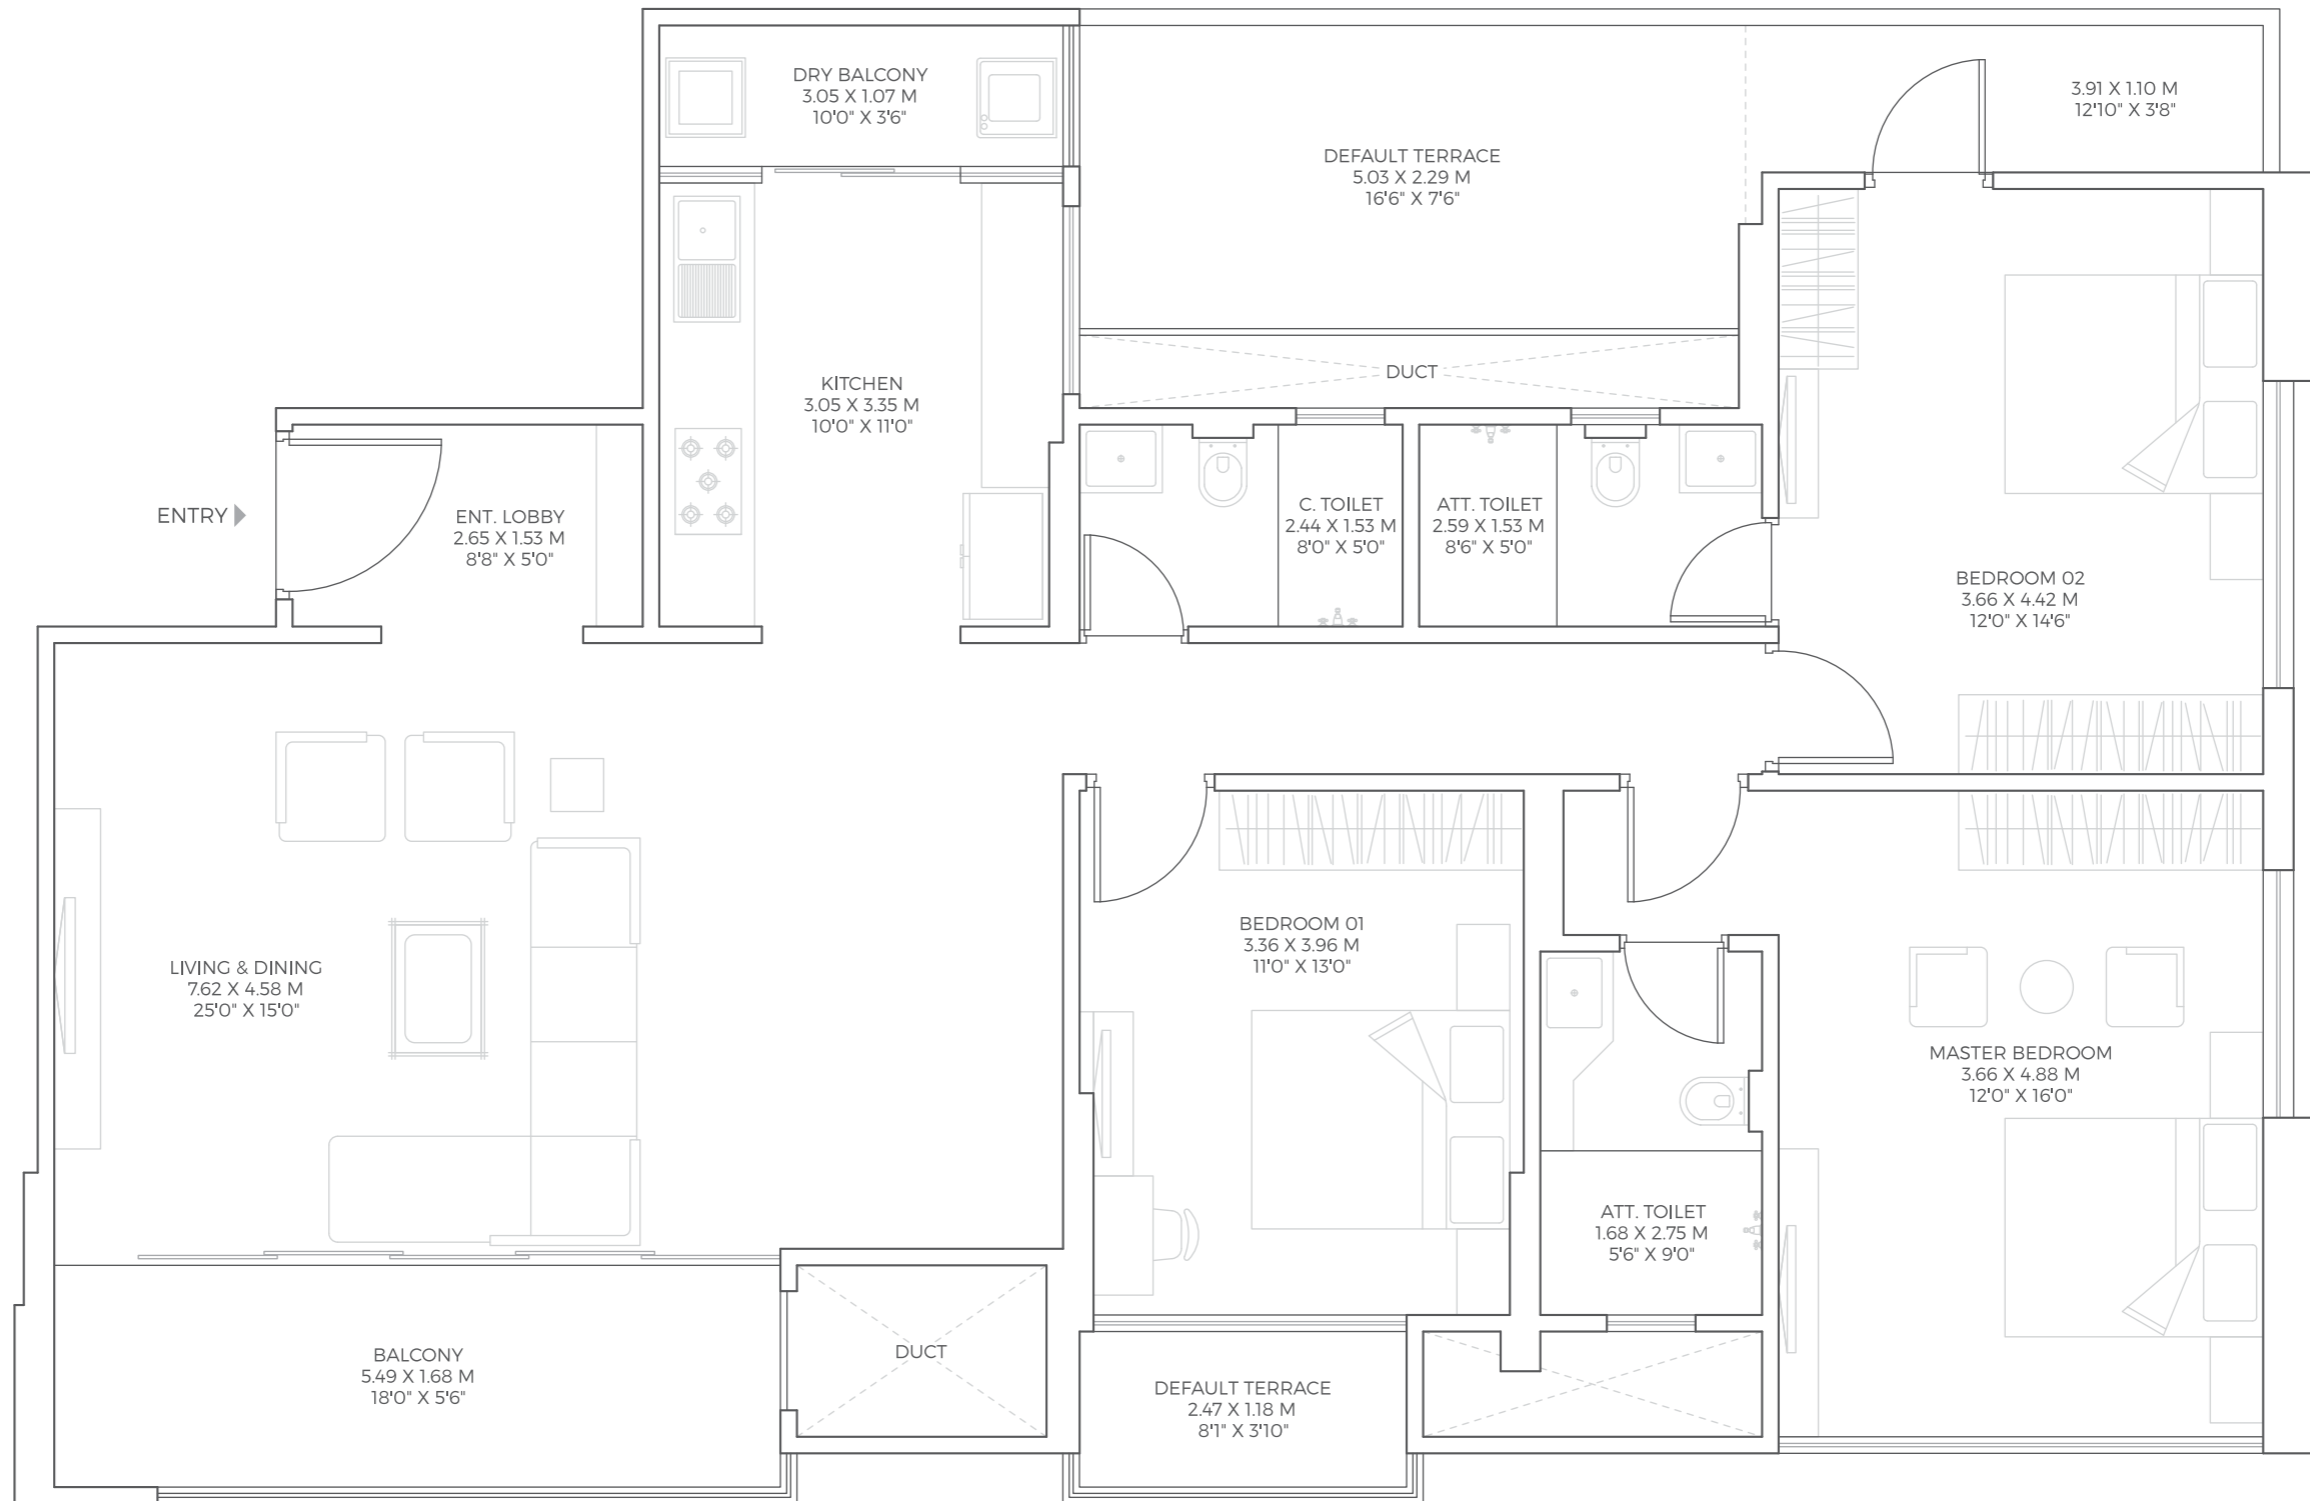 DRY BALCONY
3.05 X 1.07 M
10'0" X 3'6"
3.91 X 1.10 M
12'10" X 3'8"
DEFAULT TERRACE
5.03 X 2.29 M
16'6" X 7'6"
DUCT
KITCHEN
3.05 X 3.35 M
10'0" X 11'0"
ENTRY
ENT. LOBBY
2.65 X 1.53 M
8'8" X 5'0"
C. TOILET
2.44 X 1.53 M
8'0" X 5'0"
ATT. TOILET
2.59 X 1.53 M
8'6" X 5'0"
BEDROOM 02
3.66 X 4.42 M
12'0" X 14'6"
LIVING & DINING
7.62 X 4.58 M
25'0" X 15'0"
BEDROOM 01
3.36 X 3.96 M
11'0" X 13'0"
MASTER BEDROOM
3.66 X 4.88 M
12'0" X 16'0"
ATT. TOILET
1.68 X 2.75 M
5'6" X 9'0"
BALCONY
5.49 X 1.68 M
18'0" X 5'6"
DUCT
DEFAULT TERRACE
2.47 X 1.18 M
8'1" X 3'10"